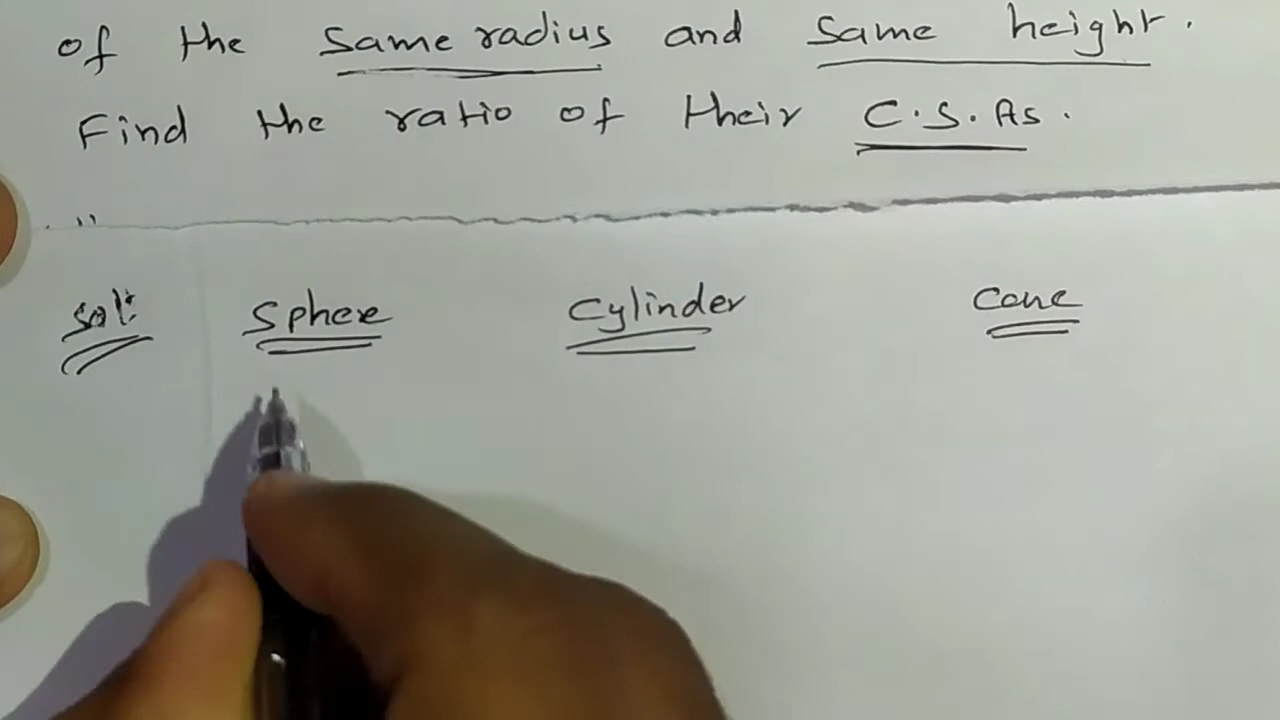 of the same radius and same height.
Find the ratio of their C.S.As.
Sol:
Sphere
Cylinder
Cone